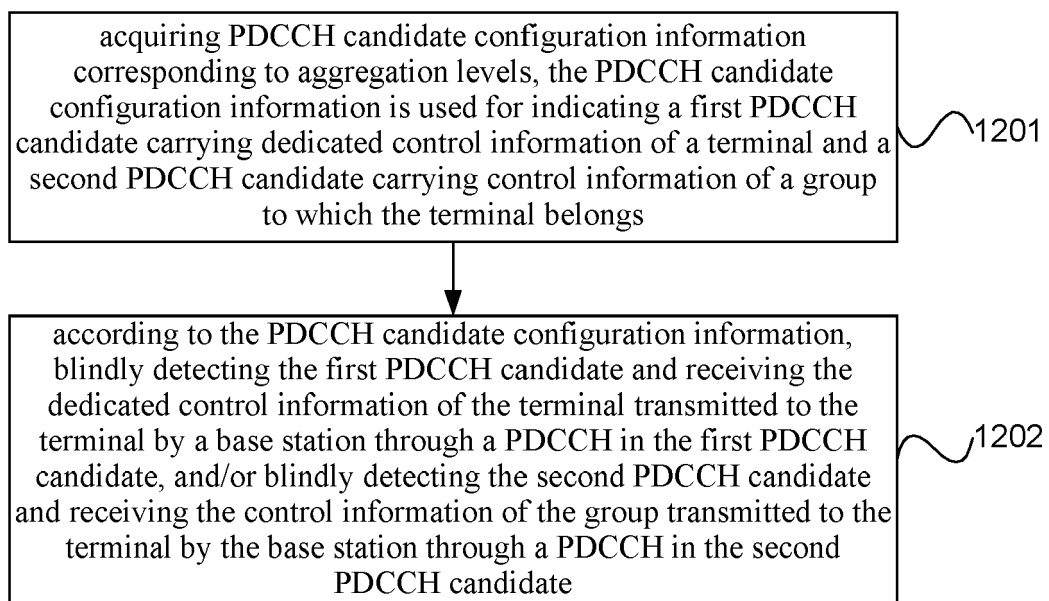 acquiring PDCCH candidate configuration information
corresponding to aggregation levels, the PDCCH candidate
configuration information is used for indicating a first PDCCH
candidate carrying dedicated control information of a terminal and a
second PDCCH candidate carrying control information of a group
to which the terminal belongs
1201
according to the PDCCH candidate configuration information,
blindly detecting the first PDCCH candidate and receiving the
dedicated control information of the terminal transmitted to the
terminal by a base station through a PDCCH in the first PDCCH
candidate, and/or blindly detecting the second PDCCH candidate
and receiving the control information of the group transmitted to the
terminal by the base station through a PDCCH in the second
PDCCH candidate
1202